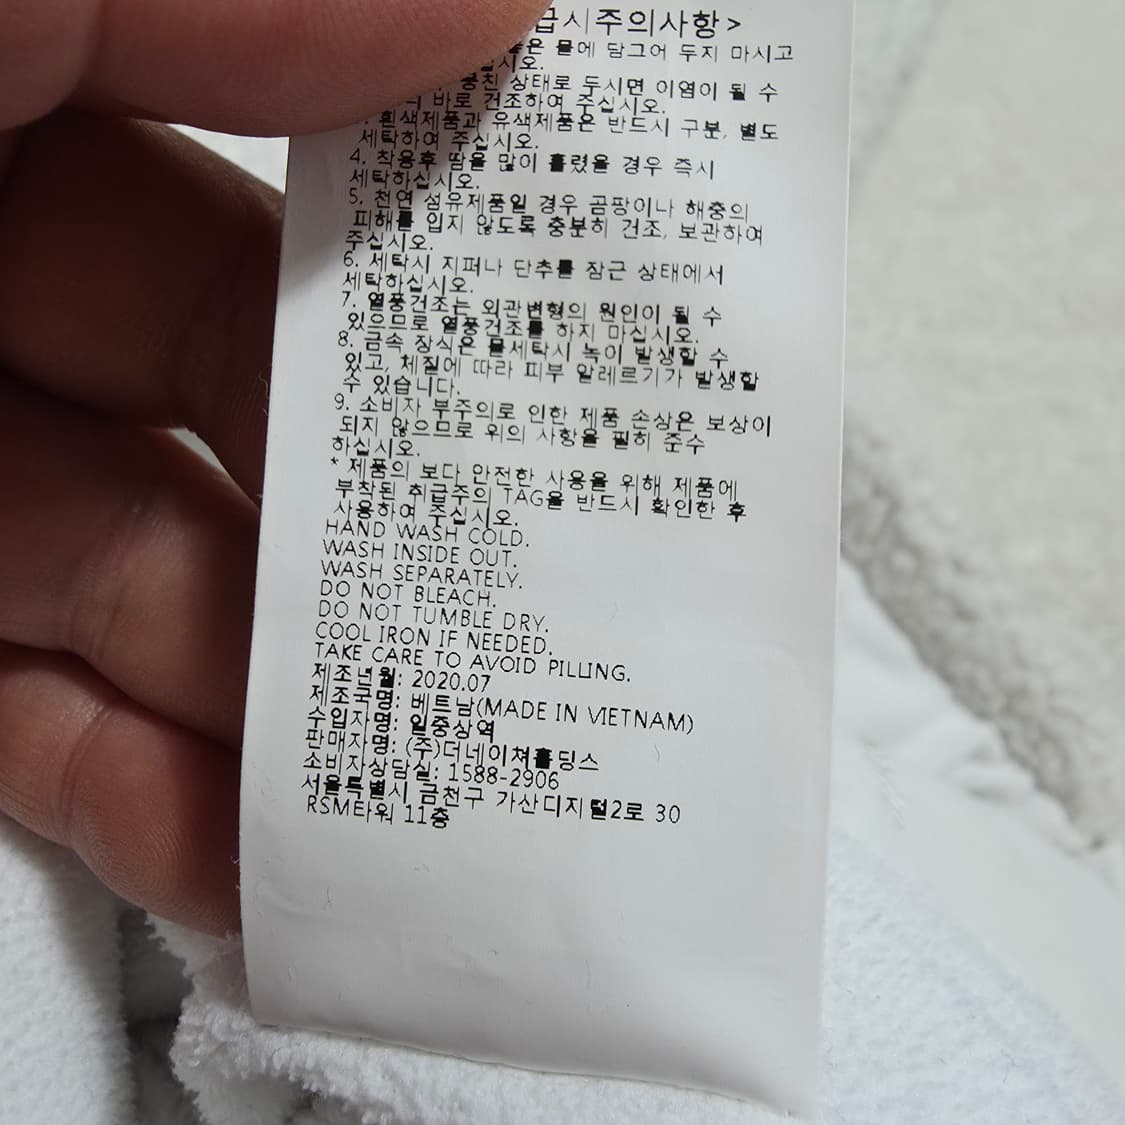 급시주의사항>
은 물에 담그어 두지 마시고
십시오.
뭉친 상태로 두시면 이염이 될 수
바로 건조하여 주십시오.
흰색제품과 유색제품은 반드시 구분, 별도
세탁하여 주십시오.
4. 착용후 땀을 많이 흘렸을 경우 즉시
세탁하십시오.
5. 천연 섬유제품일 경우 곰팡이나 해충의
피해를 입지 않도록 충분히 건조, 보관하여
주십시오.
6. 세탁시 지퍼나 단추를 잠근 상태에서
세탁하십시오.
7. 열풍건조는 외관변형의 원인이 될 수
있으므로 열풍건조를 하지 마십시오.
8. 금속 장식은 물세탁시 녹이 발생할 수
있고, 체질에 따라 피부 알레르기가 발생할
수 있습니다.
9. 소비자 부주의로 인한 제품 손상은 보상이
되지 않으므로 위의 사항을 필히 준수
하십시오.
* 제품의 보다 안전한 사용을 위해 제품에
부착된 취급주의 TAG을 반드시 확인한 후
사용하여 주십시오.
HAND WASH COLD.
WASH INSIDE OUT.
WASH SEPARATELY.
DO NOT BLEACH.
DO NOT TUMBLE DRY.
COOL IRON IF NEEDED.
TAKE CARE TO AVOID PILLING.
제조년월: 2020.07
제조국명: 베트남(MADE IN VIETNAM)
수입자명: 일중상역
판매자명: (주)더네이쳐홀딩스
소비자상담실: 1588-2906
서울특별시 금천구 가산디지털2로 30
RSM타워 11층